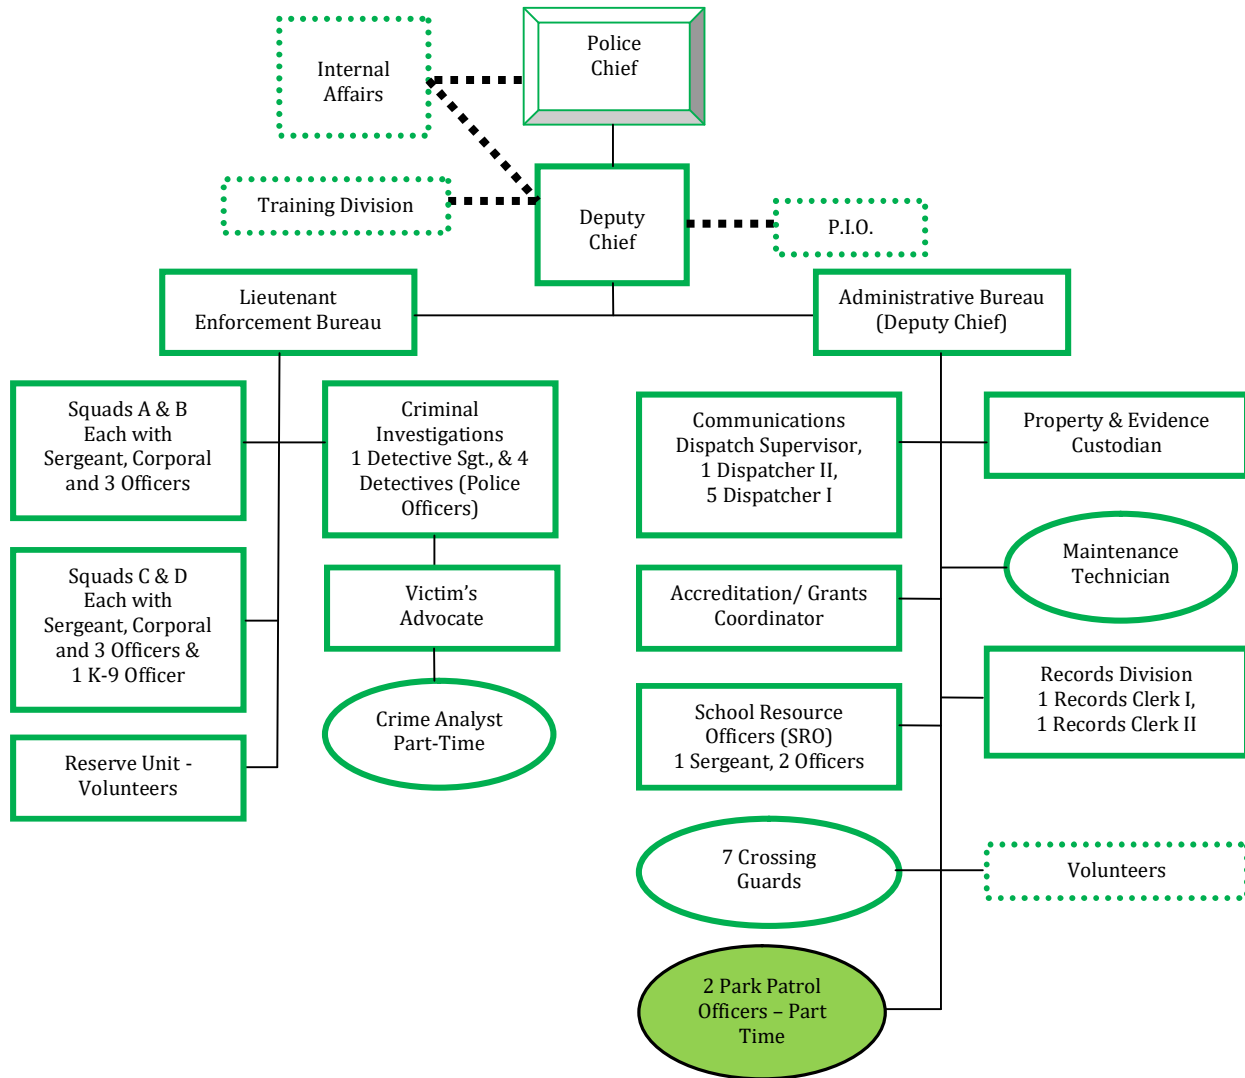 Police
Chief
Internal
Affairs
Training Division
Deputy
Chief
P.I.O.
Lieutenant
Enforcement Bureau
Administrative Bureau
(Deputy Chief)
Squads A & B
Each with
Sergeant, Corporal
and 3 Officers
Criminal
Investigations
1 Detective Sgt., & 4
Detectives (Police
Officers)
Communications
Dispatch Supervisor,
1 Dispatcher II,
5 Dispatcher I
Property & Evidence
Custodian
Squads C & D
Each with
Sergeant, Corporal
and 3 Officers &
1 K-9 Officer
Victim’s
Advocate
Accreditation/ Grants
Coordinator
Maintenance
Technician
Reserve Unit -
Volunteers
Crime Analyst
Part-Time
School Resource
Officers (SRO)
1 Sergeant, 2 Officers
Records Division
1 Records Clerk I,
1 Records Clerk II
7 Crossing
Guards
Volunteers
2 Park Patrol
Officers – Part
Time